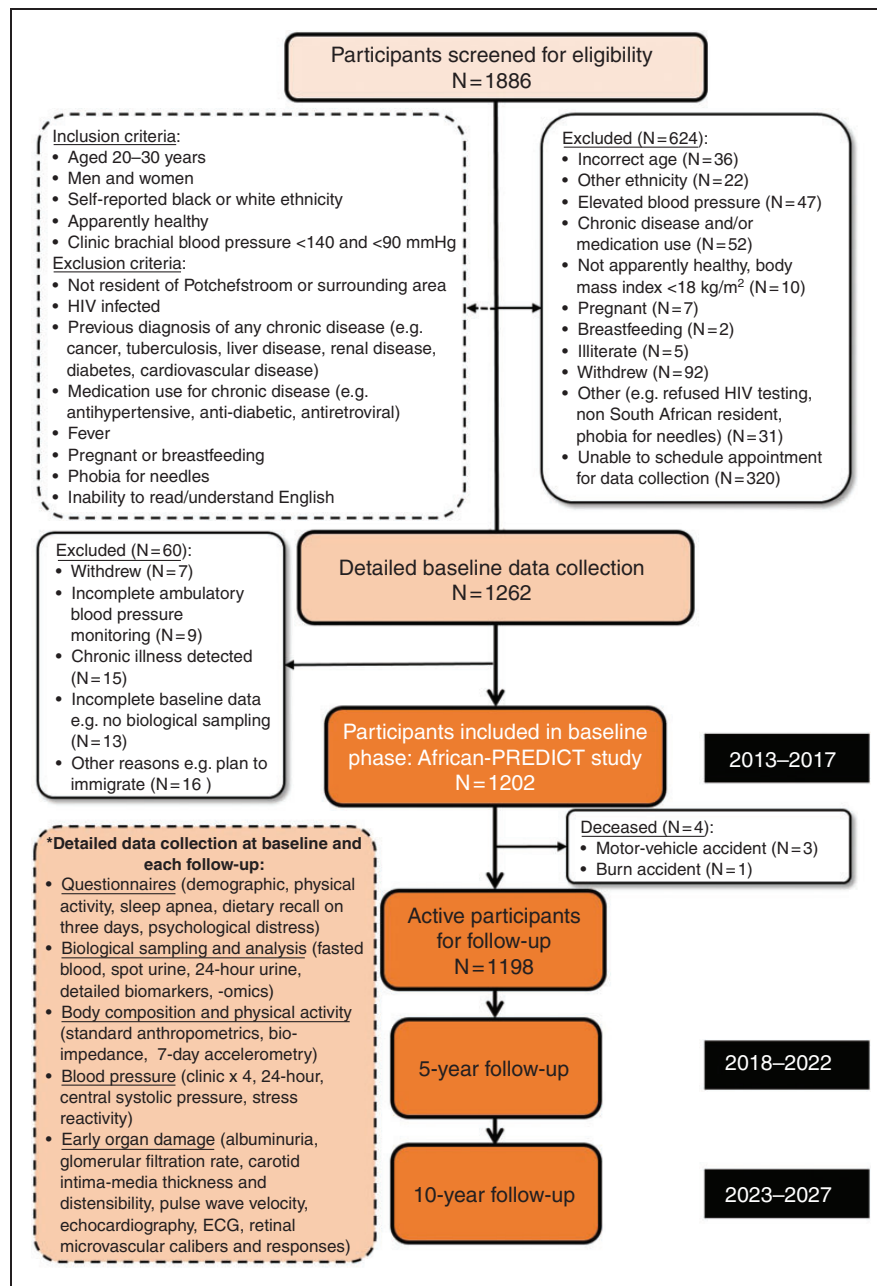 Participants screened for eligibility
N=1886
Inclusion criteria:
• Aged 20–30 years
• Men and women
• Self-reported black or white ethnicity
• Apparently healthy
• Clinic brachial blood pressure <140 and <90 mmHg
Exclusion criteria:
• Not resident of Potchefstroom or surrounding area
• HIV infected
• Previous diagnosis of any chronic disease (e.g.
cancer, tuberculosis, liver disease, renal disease,
diabetes, cardiovascular disease)
• Medication use for chronic disease (e.g.
antihypertensive, anti-diabetic, antiretroviral)
• Fever
• Pregnant or breastfeeding
• Phobia for needles
• Inability to read/understand English
Excluded (N=624):
• Incorrect age (N=36)
• Other ethnicity (N=22)
• Elevated blood pressure (N=47)
• Chronic disease and/or
medication use (N=52)
• Not apparently healthy, body
mass index <18 kg/m² (N=10)
• Pregnant (N=7)
• Breastfeeding (N=2)
• Illiterate (N=5)
• Withdrew (N=92)
• Other (e.g. refused HIV testing,
non South African resident,
phobia for needles) (N=31)
• Unable to schedule appointment
for data collection (N=320)
Detailed baseline data collection
N=1262
Excluded (N=60):
• Withdrew (N=7)
• Incomplete ambulatory
blood pressure
monitoring (N=9)
• Chronic illness detected
(N=15)
• Incomplete baseline data
e.g. no biological sampling
(N=13)
• Other reasons e.g. plan to
immigrate (N=16 )
Participants included in baseline
phase: African-PREDICT study
N=1202
2013–2017
Deceased (N=4):
• Motor-vehicle accident (N=3)
• Burn accident (N=1)
*Detailed data collection at baseline and
each follow-up:
• Questionnaires (demographic, physical
activity, sleep apnea, dietary recall on
three days, psychological distress)
• Biological sampling and analysis (fasted
blood, spot urine, 24-hour urine,
detailed biomarkers, -omics)
• Body composition and physical activity
(standard anthropometrics, bio-
impedance, 7-day accelerometry)
• Blood pressure (clinic x 4, 24-hour,
central systolic pressure, stress
reactivity)
• Early organ damage (albuminuria,
glomerular filtration rate, carotid
intima-media thickness and
distensibility, pulse wave velocity,
echocardiography, ECG, retinal
microvascular calibers and responses)
Active participants
for follow-up
N=1198
5-year follow-up
2018–2022
10-year follow-up
2023–2027